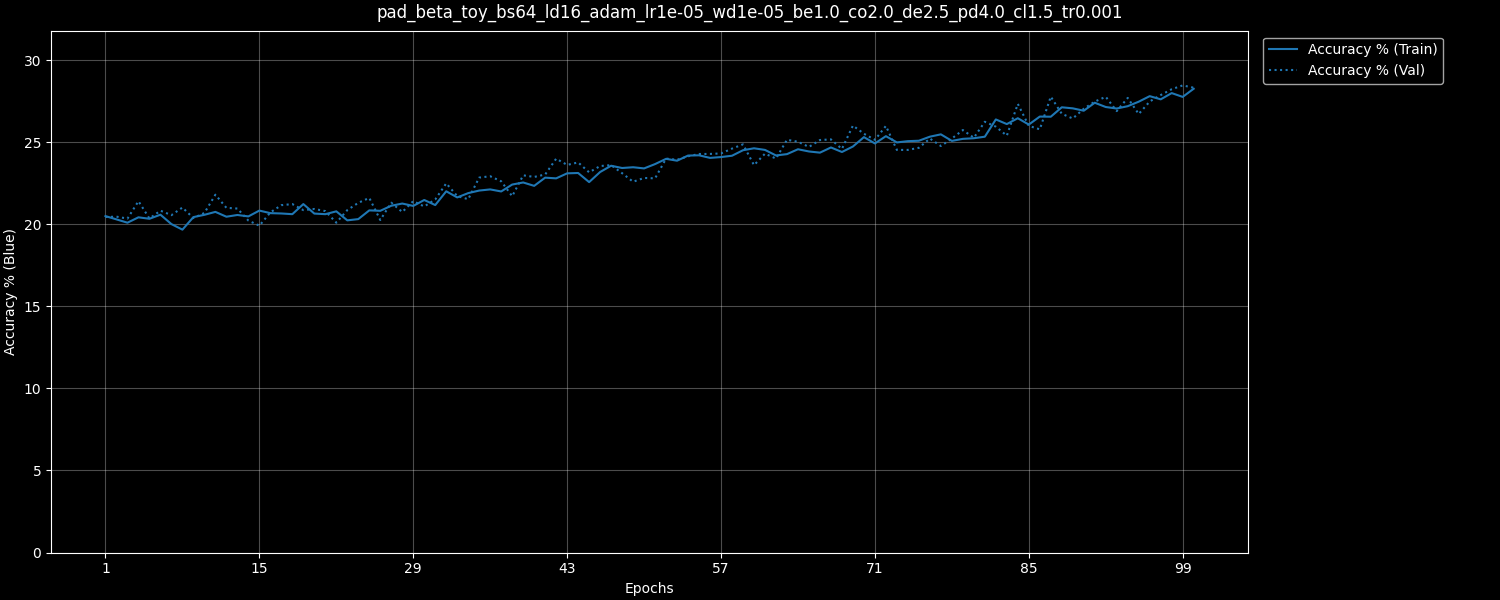 pad_beta_toy_bs64_ld16_adam_lr1e-05_wd1e-05_be1.0_co2.0_de2.5_pd4.0_cl1.5_tr0.001
Accuracy % (Train)
Accuracy % (Val)
Accuracy % (Blue)
30
25
20
15
10
5
0
1 15 29 43 57 71 85 99
Epochs